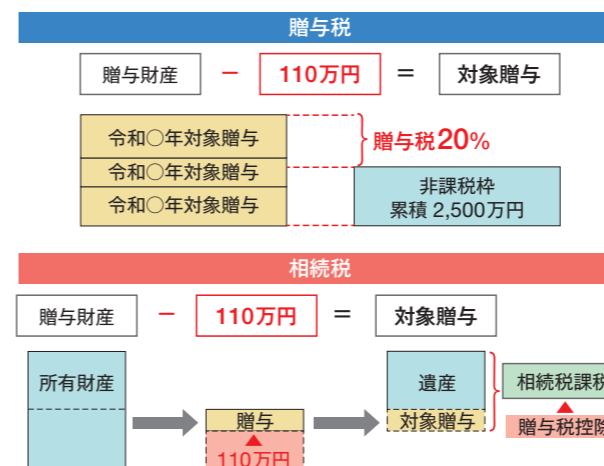 贈与税
贈与財産 － 110万円 ＝ 対象贈与
令和○年対象贈与
令和○年対象贈与
令和○年対象贈与
贈与税20%
非課税枠
累積 2,500万円
相続税
贈与財産 － 110万円 ＝ 対象贈与
所有財産
贈与
110万円
遺産
対象贈与
相続税課税
贈与税控除